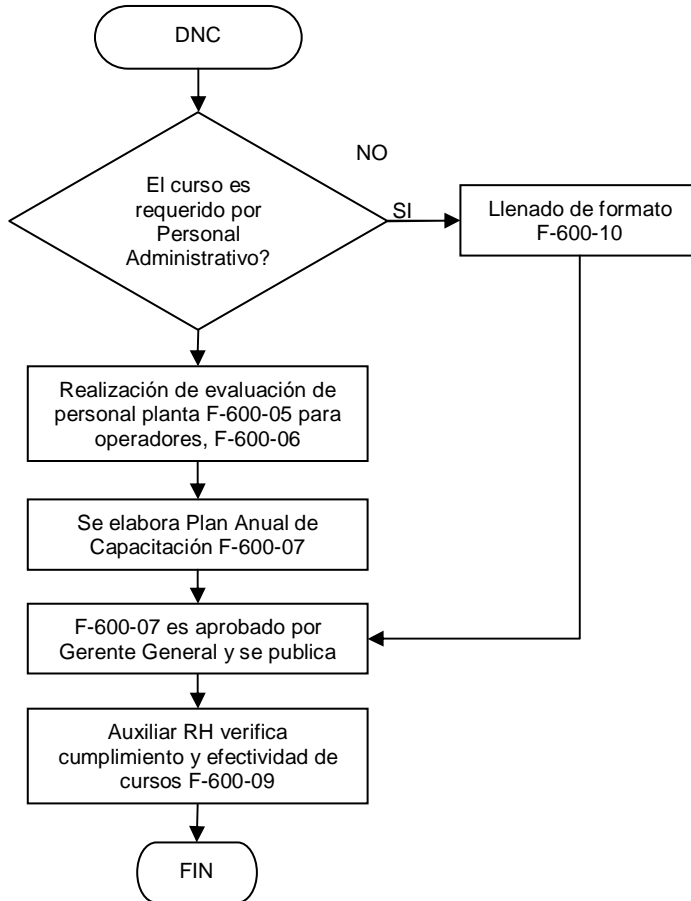 DNC
NO
El curso es
requerido por
Personal
Administrativo?
SI
Llenado de formato
F-600-10
Realización de evaluación de
personal planta F-600-05 para
operadores, F-600-06
Se elabora Plan Anual de
Capacitación F-600-07
F-600-07 es aprobado por
Gerente General y se publica
Auxiliar RH verifica
cumplimiento y efectividad de
cursos F-600-09
FIN